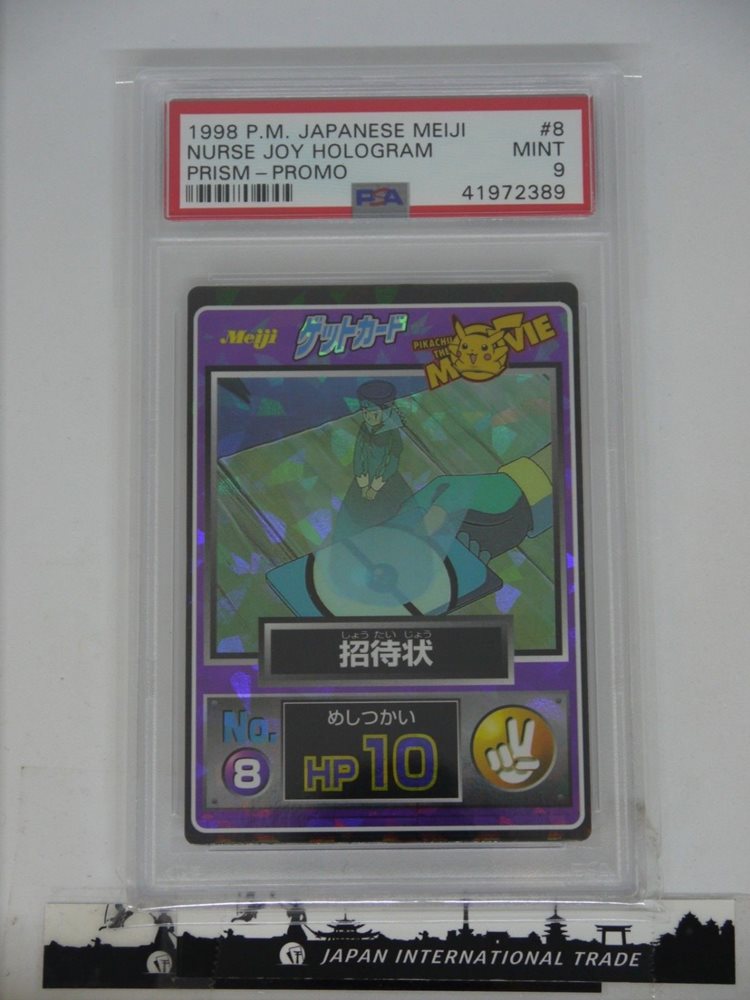 1998 P.M. JAPANESE MEIJI #8
NURSE JOY HOLOGRAM MINT
PRISM – PROMO 9
PSA 41972389
Meiji ゲットカード PIKACHU THE MOVIE
しょうたいじょう
招待状
No. めしつかい
8 HP 10
JAPAN INTERNATIONAL TRADE